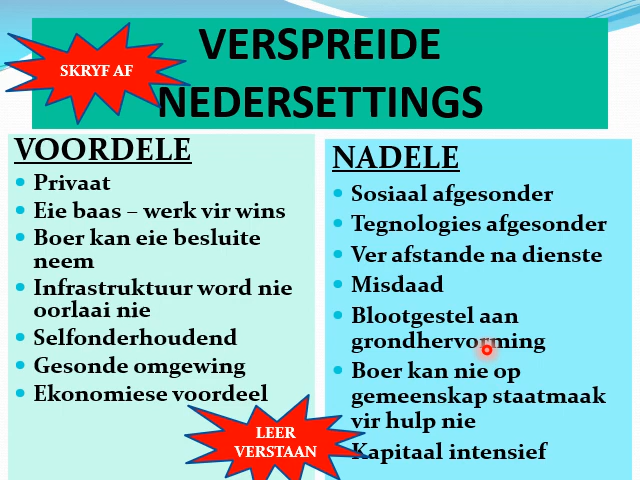 VERSPREIDE
NEDERSETTINGS
SKRYF AF
VOORDELE
Privaat
Eie baas – werk vir wins
Boer kan eie besluite
neem
Infrastruktuur word nie
oorlaai nie
Selfonderhoudend
Gesonde omgewing
Ekonomiese voordeel
NADELE
Sosiaal afgesonder
Tegnologies afgesonder
Ver afstande na dienste
Misdaad
Blootgestel aan
grondhervorming
Boer kan nie op
gemeenskap staatmaak
vir hulp nie
Kapitaal intensief
LEER
VERSTAAN